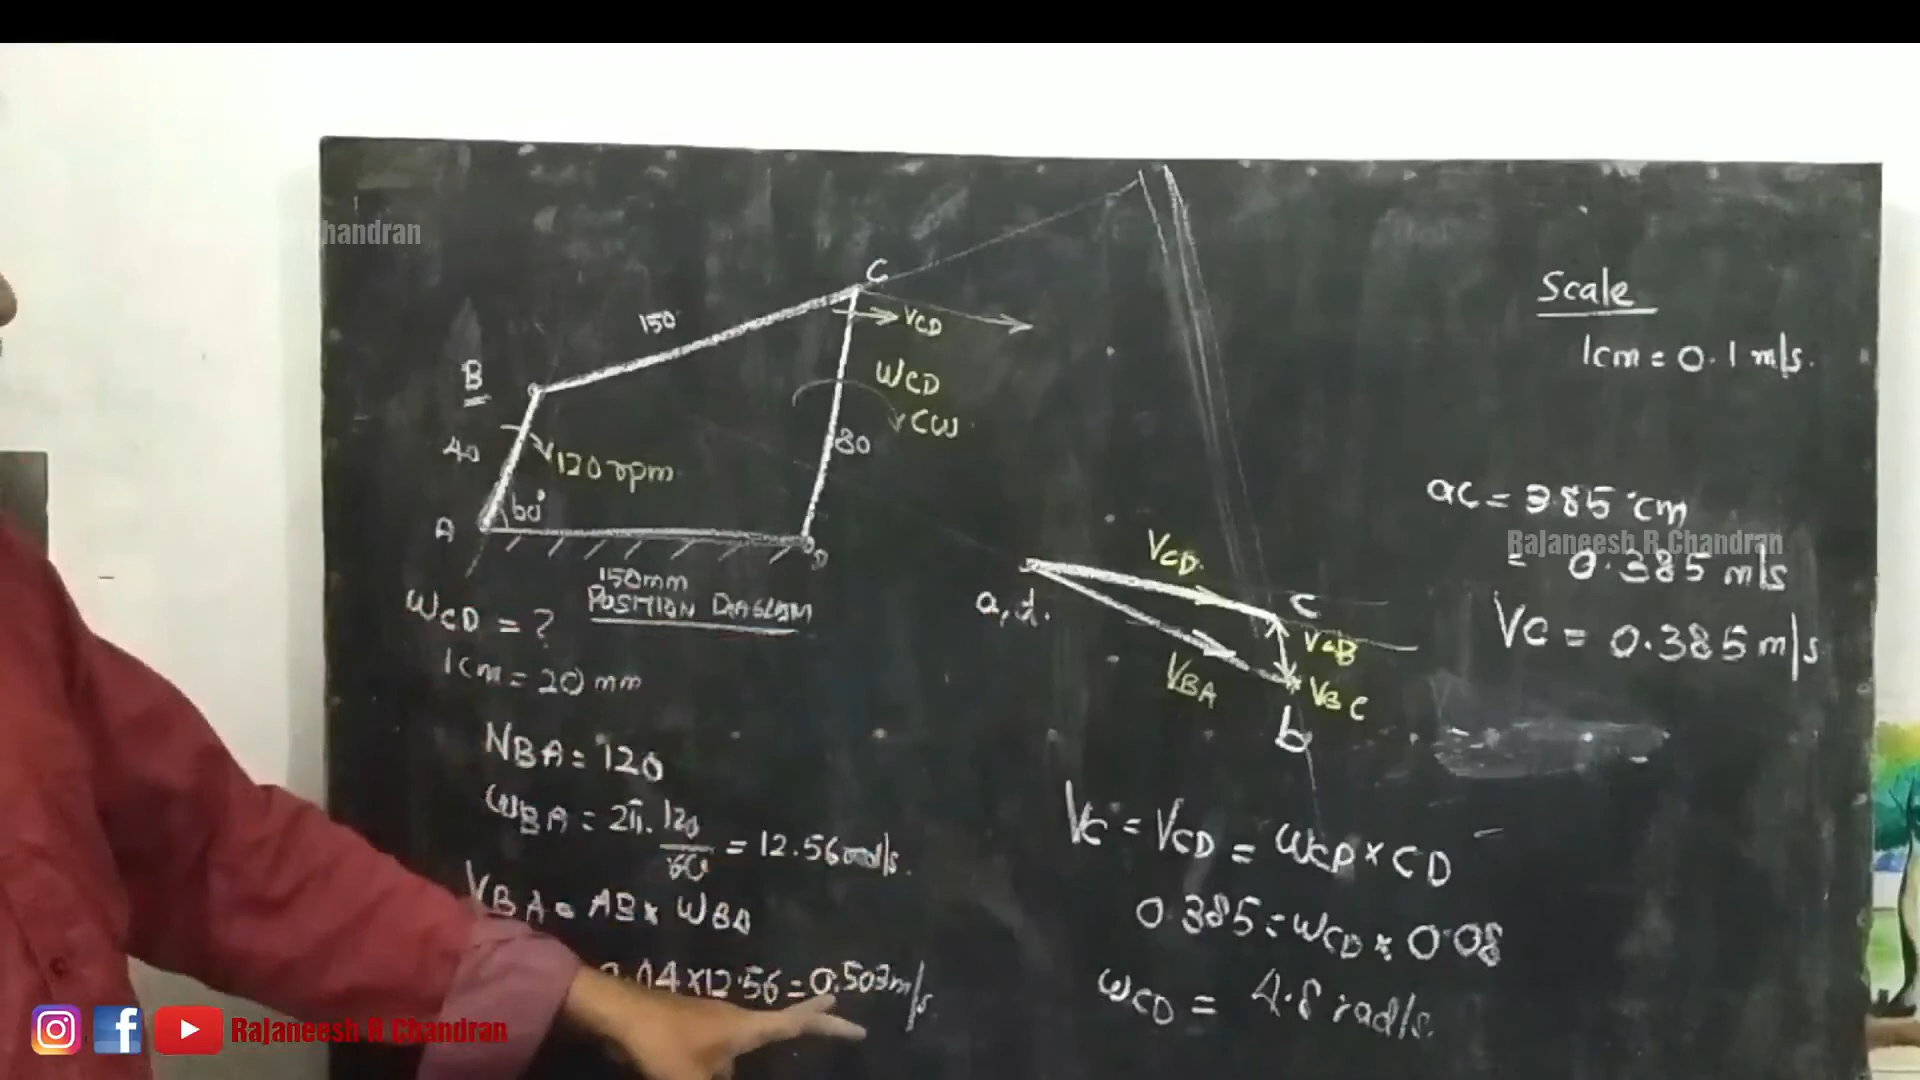 handran
C
150
VCD
WCD
CW
B
40
120 rpm
80
60°
A
D
150mm
POSITION DIAGRAM
WCD = ?
1cm = 20 mm
NBA = 120
ωBA = 2π. 120/60 = 12.56 rad/s.
VBA = AB × WBA
04 × 12.56 = 0.503 m/s
Scale
1cm = 0.1 m/s.
ac = 3.85 cm
Rajaneesh R Chandran
= 0.385 m/s
VC = 0.385 m/s
VCD
a, d.
C
VCB
VBA
VBC
b
VC = VCD = WCD × CD
0.385 = WCD × 0.08
WCD = 4.8 rad/s.
Rajaneesh R Chandran